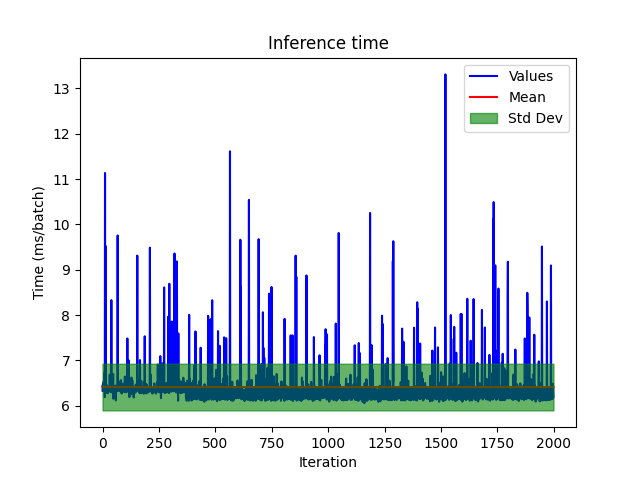 Inference time
Values
Mean
Std Dev
Time (ms/batch)
13
12
11
10
9
8
7
6
0 250 500 750 1000 1250 1500 1750 2000
Iteration